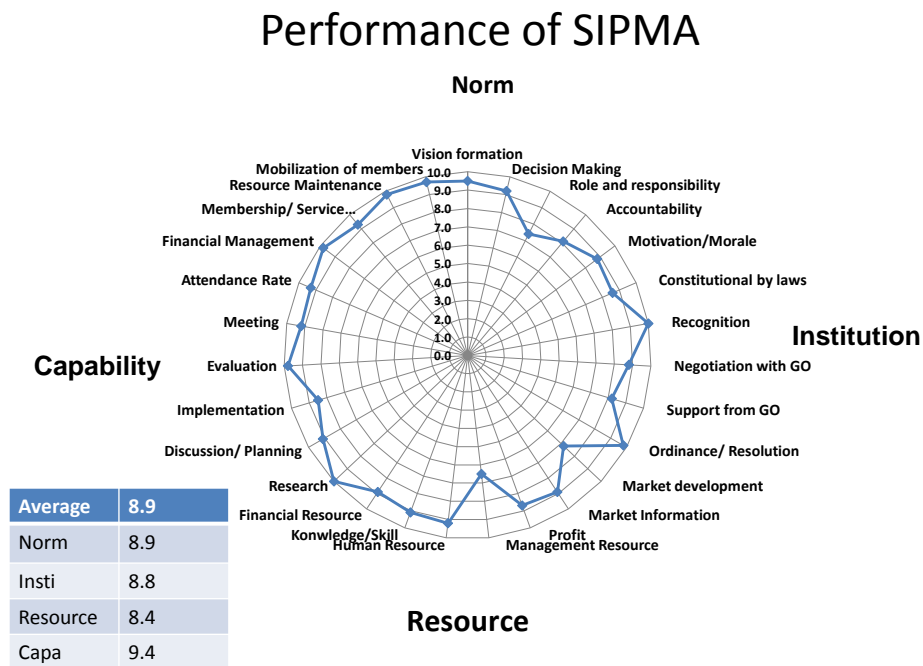 Performance of SIPMA
Norm
Vision formation
Mobilization of members
Decision Making
Resource Maintenance
Role and responsibility
Membership/ Service...
Accountability
Financial Management
Motivation/Morale
Attendance Rate
Constitutional by laws
Meeting
Recognition
Institution
Capability
Evaluation
Negotiation with GO
Implementation
Support from GO
Discussion/ Planning
Ordinance/ Resolution
Research
Market development
Financial Resource
Market Information
Konwledge/Skill
Profit
Human Resource
Management Resource
10.0
9.0
8.0
7.0
6.0
5.0
4.0
3.0
2.0
1.0
0.0
Resource
Average 8.9
Norm 8.9
Insti 8.8
Resource 8.4
Capa 9.4